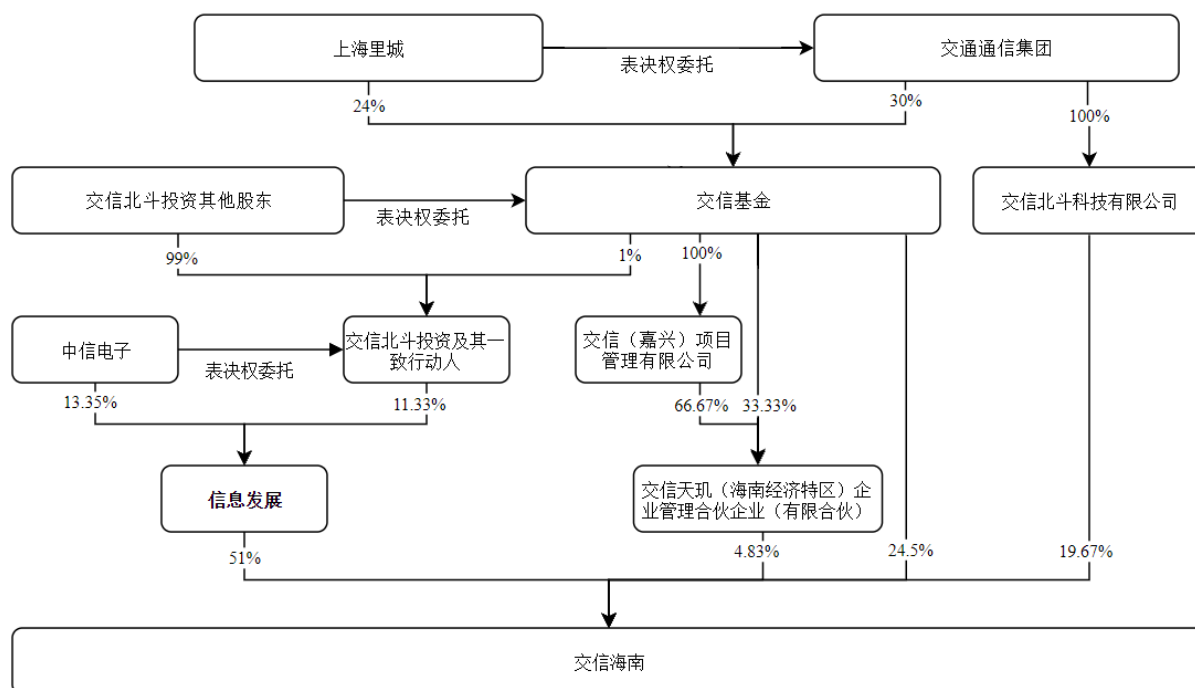 上海里城
表决权委托
交通通信集团
24%
30%
100%
交信北斗投资其他股东
表决权委托
交信基金
交信北斗科技有限公司
99%
1%
100%
中信电子
表决权委托
交信北斗投资及其一
致行动人
交信（嘉兴）项目
管理有限公司
13.35%
11.33%
66.67%
33.33%
信息发展
交信天玑（海南经济特区）企
业管理合伙企业（有限合伙）
51%
4.83%
24.5%
19.67%
交信海南